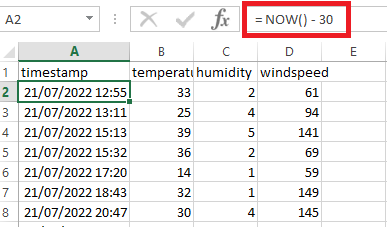 A2 fx = NOW() - 30
A B C D E
1 timestamp temperatu humidity windspeed
2 21/07/2022 12:55 33 2 61
3 21/07/2022 13:11 25 4 94
4 21/07/2022 15:13 39 5 141
5 21/07/2022 15:32 36 2 69
6 21/07/2022 17:20 14 1 59
7 21/07/2022 18:43 32 1 149
8 21/07/2022 20:47 30 4 145